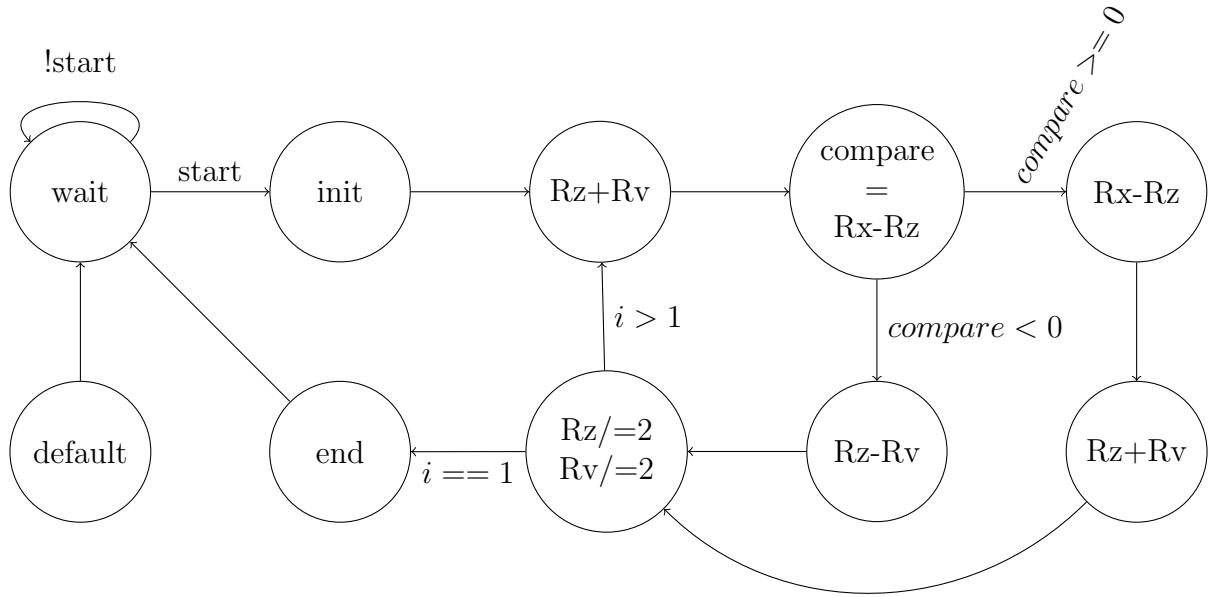 !start
compare >= 0
start
wait
init
Rz+Rv
compare
=
Rx-Rz
Rx-Rz
i > 1
compare < 0
default
end
i == 1
Rz/=2
Rv/=2
Rz-Rv
Rz+Rv